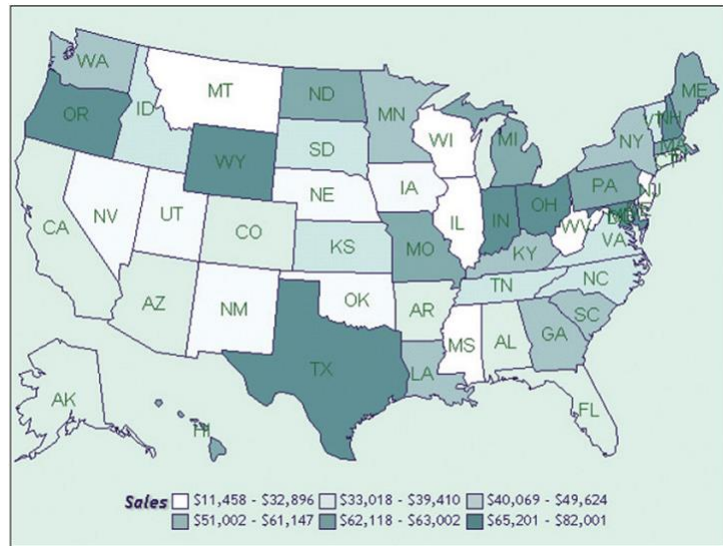 WA
MT
ND
MN
ME
OR
ID
WY
SD
WI
MI
NY
VT
NH
MA
NV
UT
NE
IA
PA
NJ
CA
CO
KS
MO
IL
IN
OH
WV
VA
KY
AZ
NM
OK
AR
TN
NC
SC
TX
LA
MS
AL
GA
AK
HI
FL
Sales $11,458 - $32,896 $33,018 - $39,410 $40,069 - $49,624
$51,002 - $61,147 $62,118 - $63,002 $65,201 - $82,001